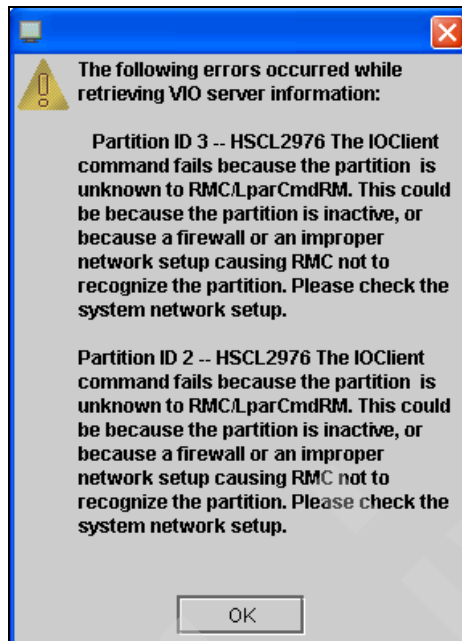 The following errors occurred while
retrieving VIO server information:
Partition ID 3 -- HSCL2976 The IOClient
command fails because the partition is
unknown to RMC/LparCmdRM. This could
be because the partition is inactive, or
because a firewall or an improper
network setup causing RMC not to
recognize the partition. Please check the
system network setup.
Partition ID 2 -- HSCL2976 The IOClient
command fails because the partition is
unknown to RMC/LparCmdRM. This could
be because the partition is inactive, or
because a firewall or an improper
network setup causing RMC not to
recognize the partition. Please check the
system network setup.
OK